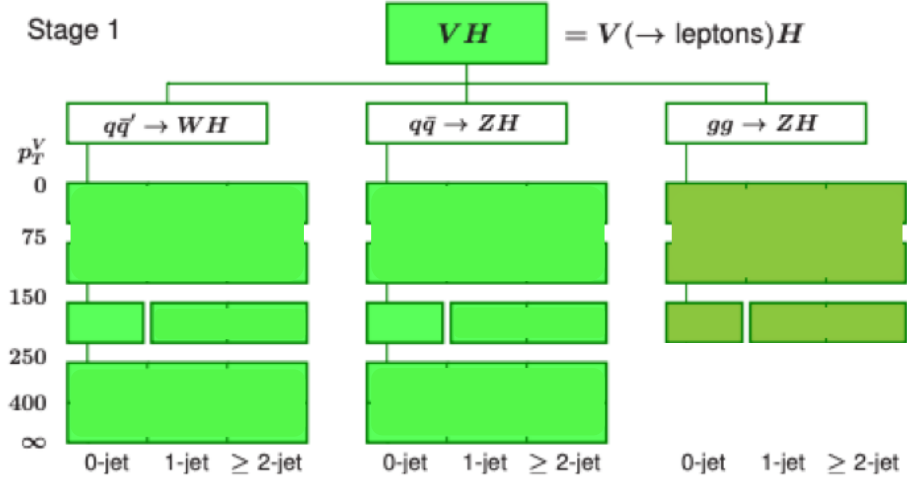 Stage 1
VH = V(→ leptons)H
qq̄′ → WH qq̄ → ZH gg → ZH
p_T^V
0
75
150
250
400
∞
0-jet 1-jet ≥ 2-jet 0-jet 1-jet ≥ 2-jet 0-jet 1-jet ≥ 2-jet